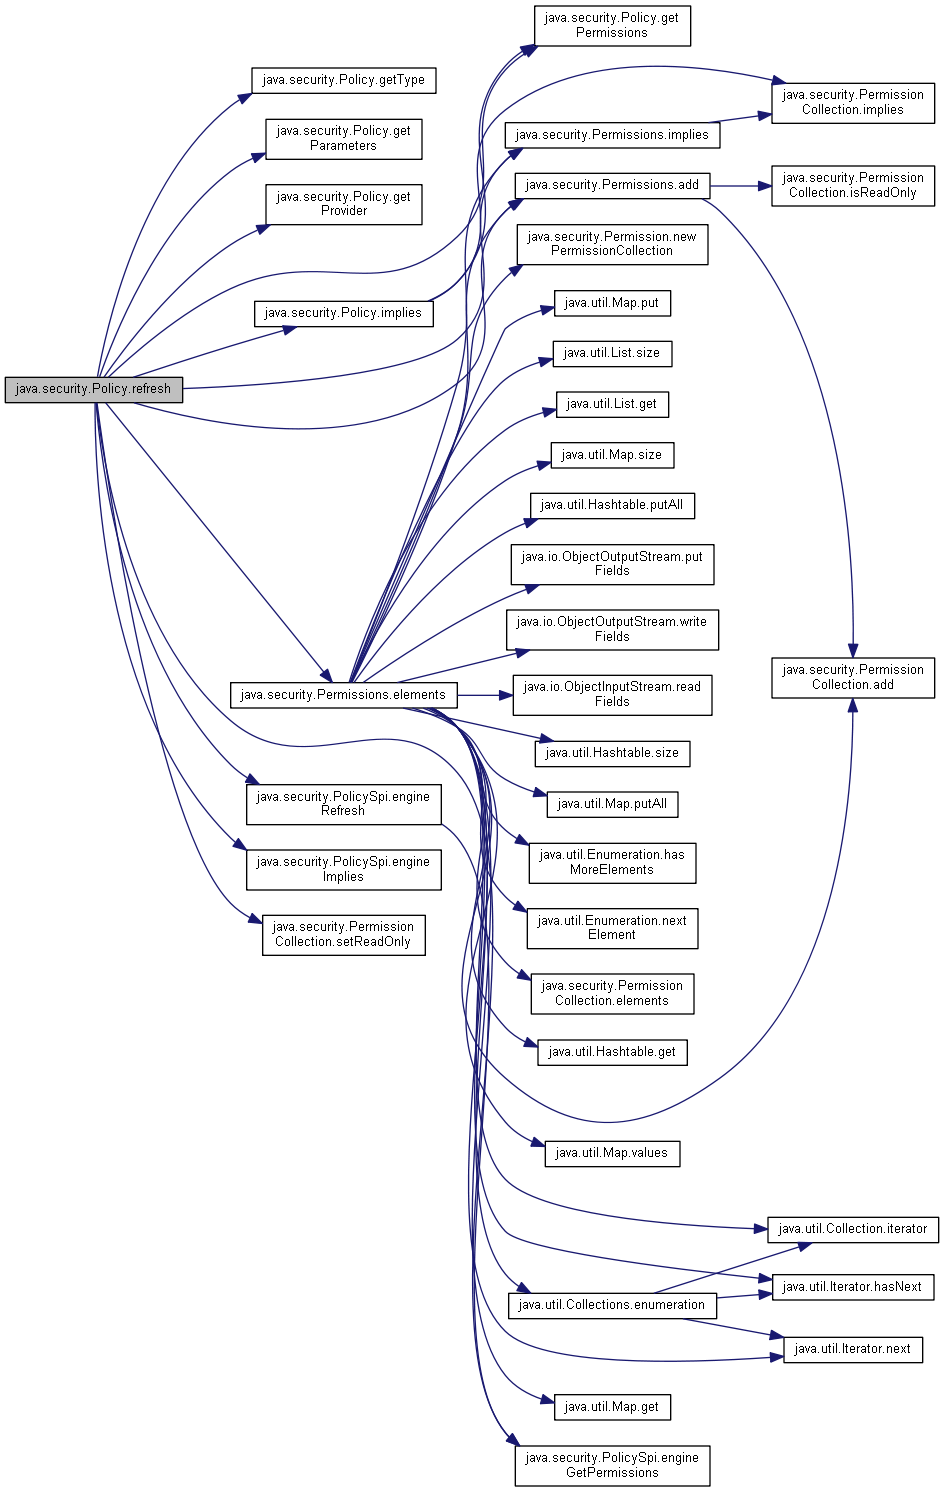 java.security.Policy.get
Permissions
java.security.Policy.getType
java.security.Permission
Collection.implies
java.security.Policy.get
Parameters
java.security.Permissions.implies
java.security.Permissions.add
java.security.Permission
Collection.isReadOnly
java.security.Policy.get
Provider
java.security.Permission.new
PermissionCollection
java.util.Map.put
java.security.Policy.implies
java.util.List.size
java.security.Policy.refresh
java.util.List.get
java.util.Map.size
java.util.Hashtable.putAll
java.io.ObjectOutputStream.put
Fields
java.io.ObjectOutputStream.write
Fields
java.security.Permission
Collection.add
java.security.Permissions.elements
java.io.ObjectInputStream.read
Fields
java.util.Hashtable.size
java.security.PolicySpi.engine
Refresh
java.util.Map.putAll
java.util.Enumeration.has
MoreElements
java.security.PolicySpi.engine
Implies
java.util.Enumeration.next
Element
java.security.Permission
Collection.setReadOnly
java.security.Permission
Collection.elements
java.util.Hashtable.get
java.util.Map.values
java.util.Collection.iterator
java.util.Iterator.hasNext
java.util.Collections.enumeration
java.util.Iterator.next
java.util.Map.get
java.security.PolicySpi.engine
GetPermissions